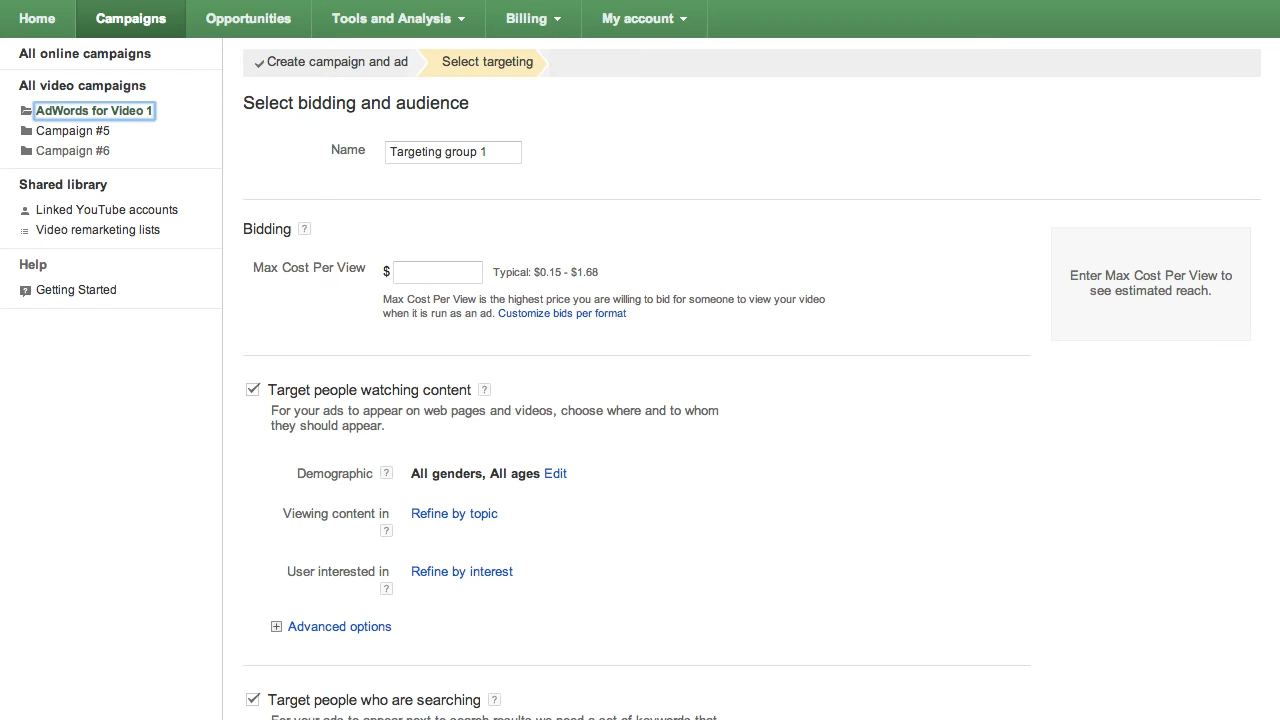 Home Campaigns Opportunities Tools and Analysis Billing My account
All online campaigns
All video campaigns
AdWords for Video 1
Campaign #5
Campaign #6
Shared library
Linked YouTube accounts
Video remarketing lists
Help
Getting Started
Create campaign and ad Select targeting
Select bidding and audience
Name Targeting group 1
Bidding ?
Max Cost Per View $ Typical: $0.15 - $1.68
Max Cost Per View is the highest price you are willing to bid for someone to view your video
when it is run as an ad. Customize bids per format
Enter Max Cost Per View to
see estimated reach.
Target people watching content ?
For your ads to appear on web pages and videos, choose where and to whom
they should appear.
Demographic ? All genders, All ages Edit
Viewing content in Refine by topic
?
User interested in Refine by interest
?
Advanced options
Target people who are searching ?
For your ads to appear next to search results we need a set of keywords that